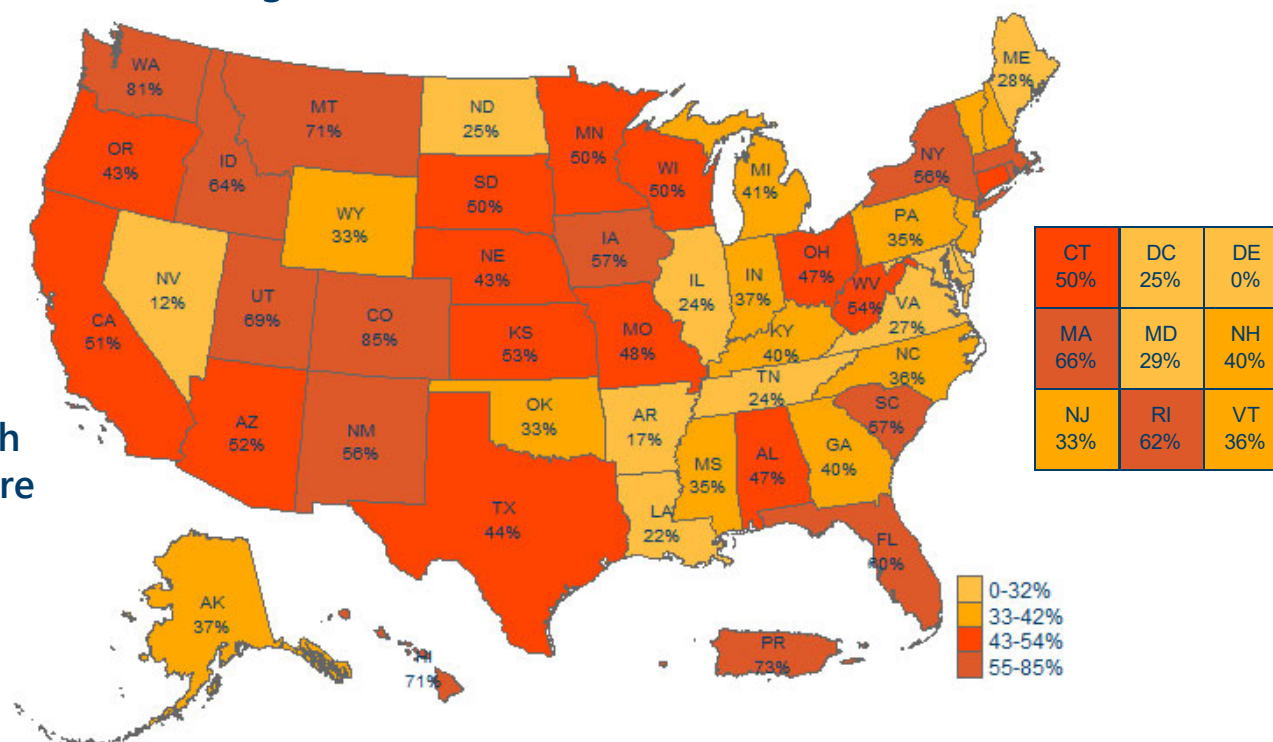 WA
81%
MT
71%
ND
25%
MN
50%
ME
28%
OR
43%
ID
64%
SD
50%
WI
50%
MI
41%
NY
56%
WY
33%
NE
43%
IA
57%
PA
35%
NV
12%
UT
69%
CO
85%
IL
24%
IN
37%
OH
47%
WV
54%
VA
27%
CA
51%
KS
53%
MO
48%
KY
40%
NC
36%
TN
24%
AZ
52%
NM
56%
OK
33%
AR
17%
SC
57%
MS
35%
AL
47%
GA
40%
TX
44%
LA
22%
FL
60%
AK
37%
HI
71%
PR
73%
CT
50%
DC
25%
DE
0%
MA
66%
MD
29%
NH
40%
NJ
33%
RI
62%
VT
36%
0-32%
33-42%
43-54%
55-85%